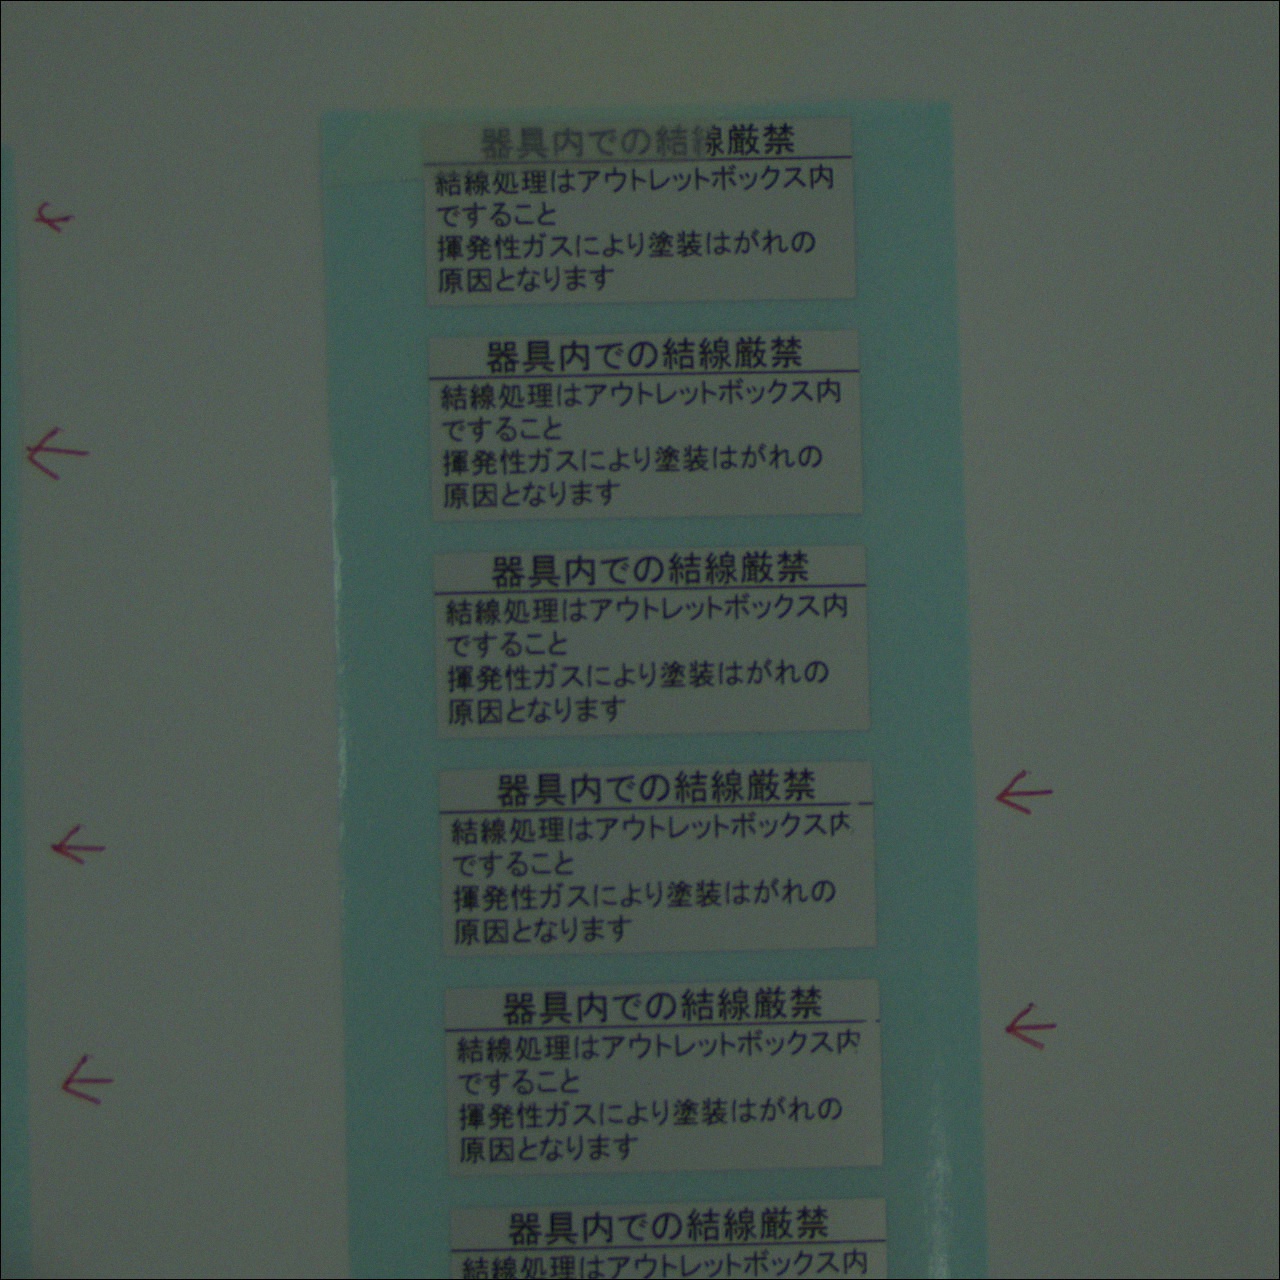 器具内での結線厳禁
結線処理はアウトレットボックス内
ですること
揮発性ガスにより塗装はがれの
原因となります
器具内での結線厳禁
結線処理はアウトレットボックス内
ですること
揮発性ガスにより塗装はがれの
原因となります
器具内での結線厳禁
結線処理はアウトレットボックス内
ですること
揮発性ガスにより塗装はがれの
原因となります
器具内での結線厳禁
結線処理はアウトレットボックス内
ですること
揮発性ガスにより塗装はがれの
原因となります
器具内での結線厳禁
結線処理はアウトレットボックス内
ですること
揮発性ガスにより塗装はがれの
原因となります
器具内での結線厳禁
結線処理はアウトレットボックス内